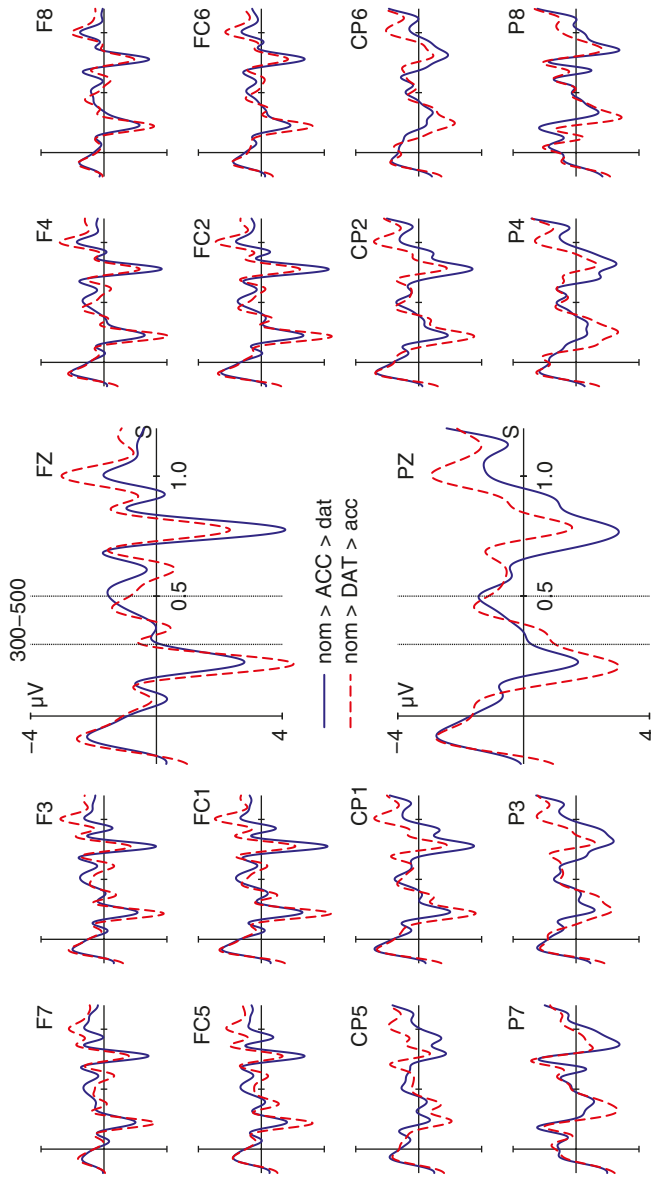 300–500
F7
F3
−4
µV
FZ
F4
F8
0.5
1.0
S
4
FC5
FC1
FC2
FC6
nom > ACC > dat
nom > DAT > acc
CP5
CP1
−4
µV
PZ
CP2
CP6
0.5
1.0
S
4
P7
P3
P4
P8